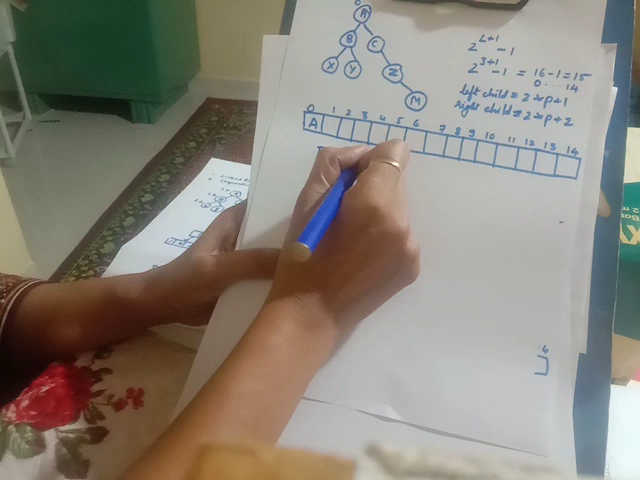 A
B C
X Y Z
M
2^(L+1) - 1
2^(3+1) - 1 = 16 - 1 = 15
0 .... 14
left child = 2*p+1
right child = 2*p+2
0 1 2 3 4 5 6 7 8 9 10 11 12 13 14
A